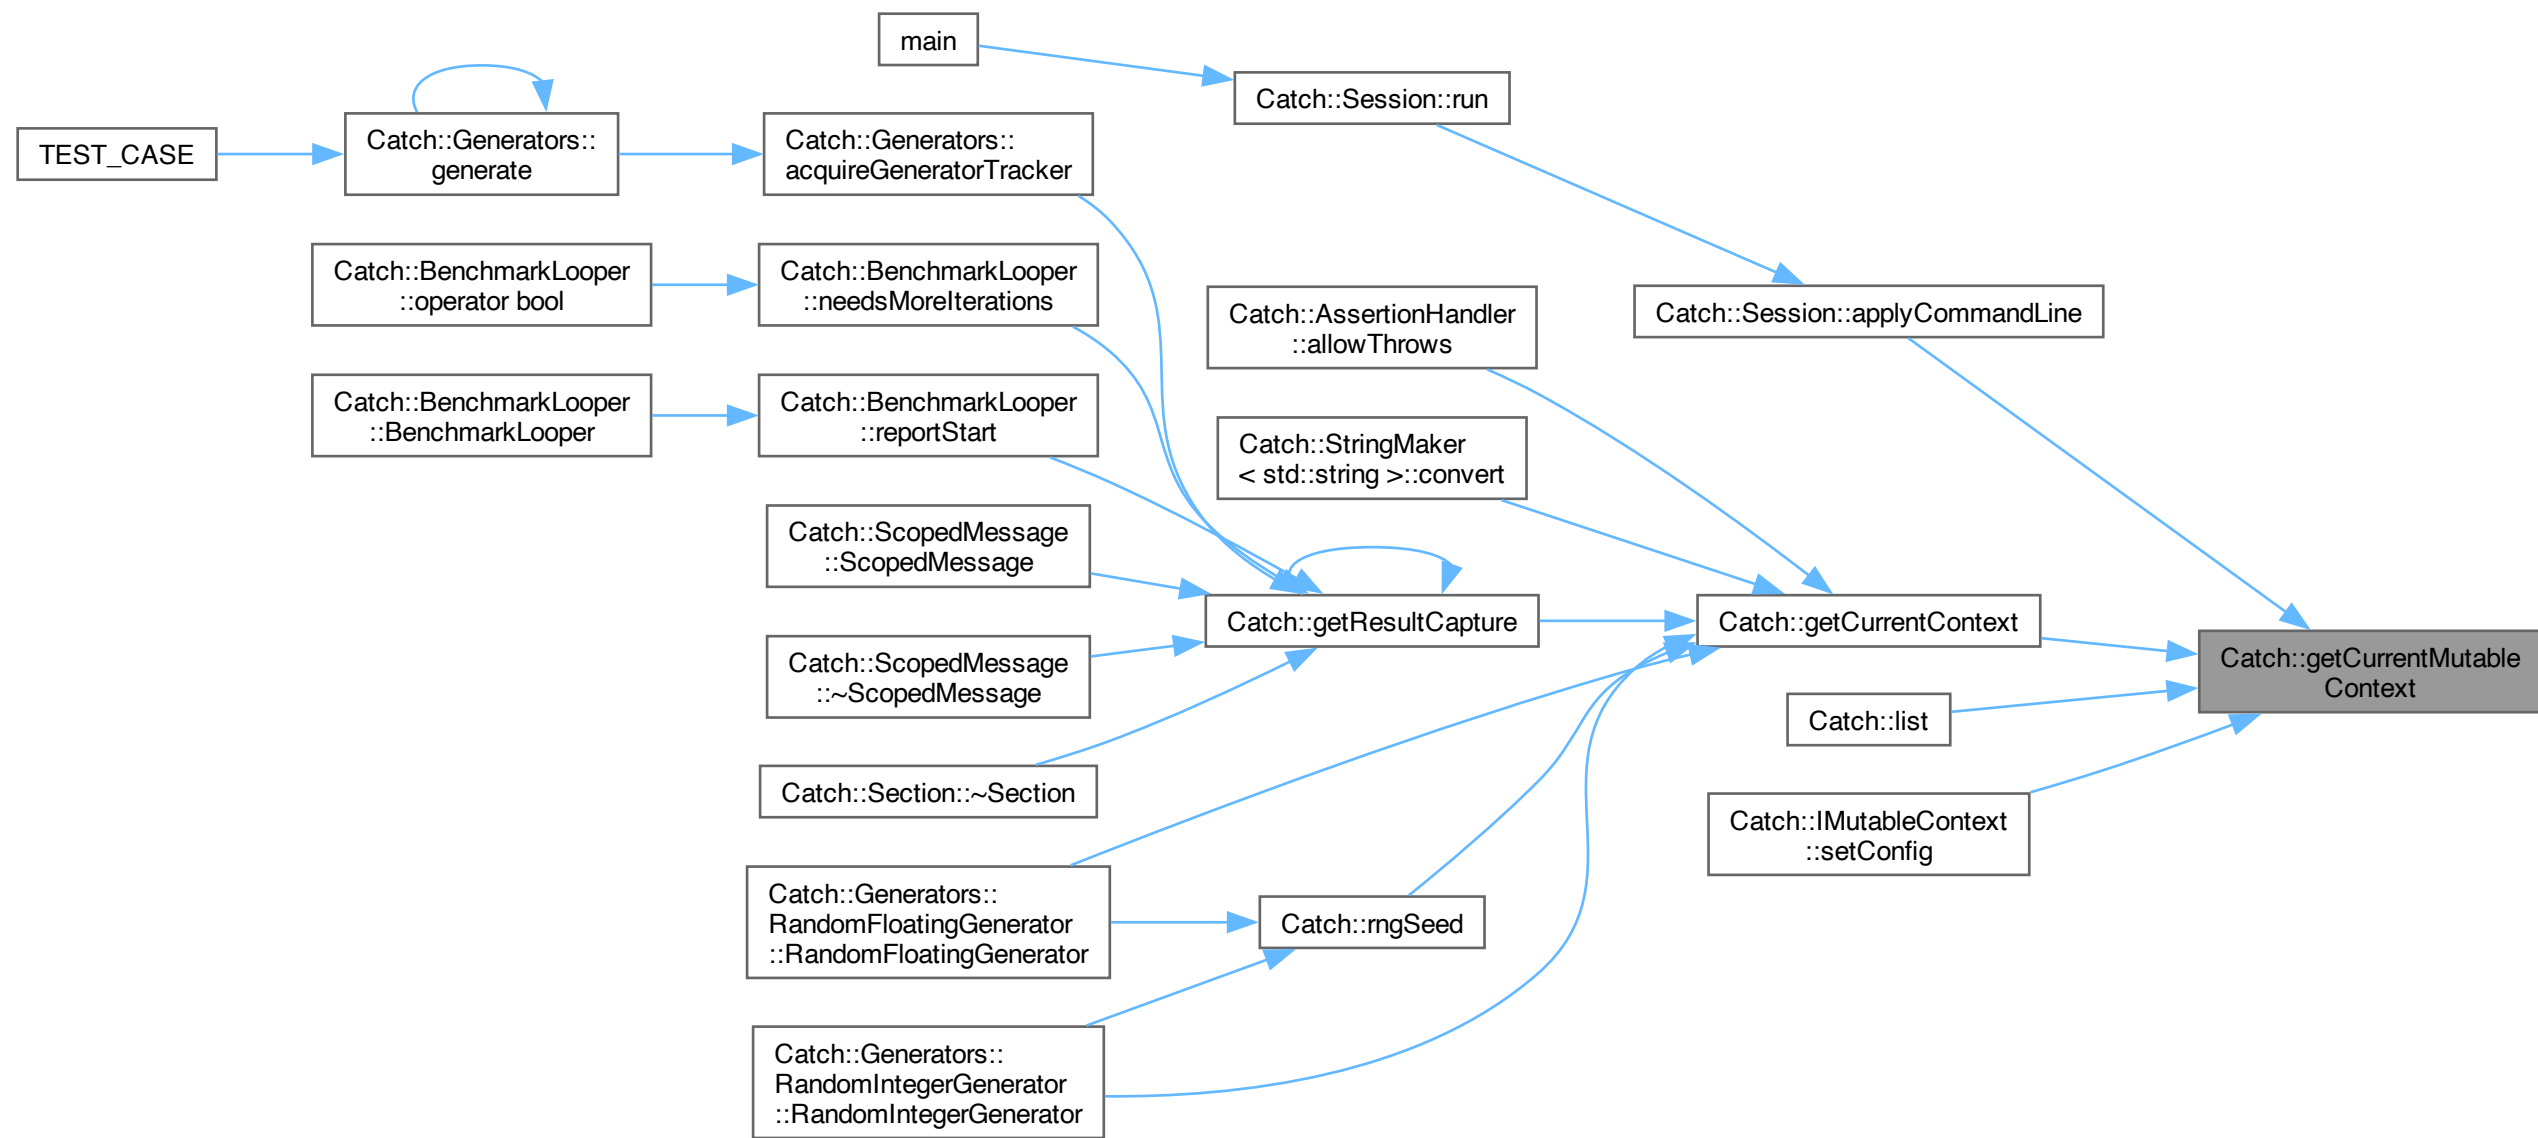 main
Catch::Session::run
TEST_CASE
Catch::Generators::
generate
Catch::Generators::
acquireGeneratorTracker
Catch::BenchmarkLooper
::operator bool
Catch::BenchmarkLooper
::needsMoreIterations
Catch::AssertionHandler
::allowThrows
Catch::Session::applyCommandLine
Catch::BenchmarkLooper
::BenchmarkLooper
Catch::BenchmarkLooper
::reportStart
Catch::StringMaker
< std::string >::convert
Catch::ScopedMessage
::ScopedMessage
Catch::getResultCapture
Catch::getCurrentContext
Catch::ScopedMessage
::~ScopedMessage
Catch::getCurrentMutable
Context
Catch::list
Catch::Section::~Section
Catch::IMutableContext
::setConfig
Catch::Generators::
RandomFloatingGenerator
::RandomFloatingGenerator
Catch::rngSeed
Catch::Generators::
RandomIntegerGenerator
::RandomIntegerGenerator